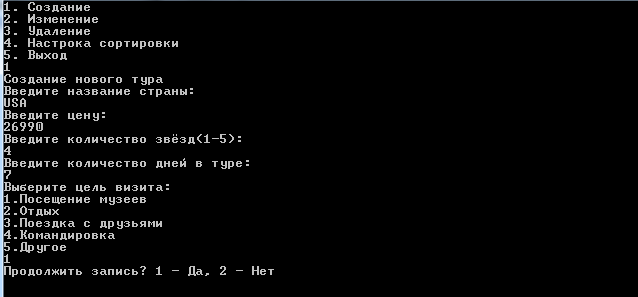 1. Создание
2. Изменение
3. Удаление
4. Настрока сортировки
5. Выход
1
Создание нового тура
Введите название страны:
USA
Введите цену:
26990
Введите количество звёзд(1-5):
4
Введите количество дней в туре:
7
Выберите цель визита:
1.Посещение музеев
2.Отдых
3.Поездка с друзьями
4.Командировка
5.Другое
1
Продолжить запись? 1 - Да, 2 - Нет